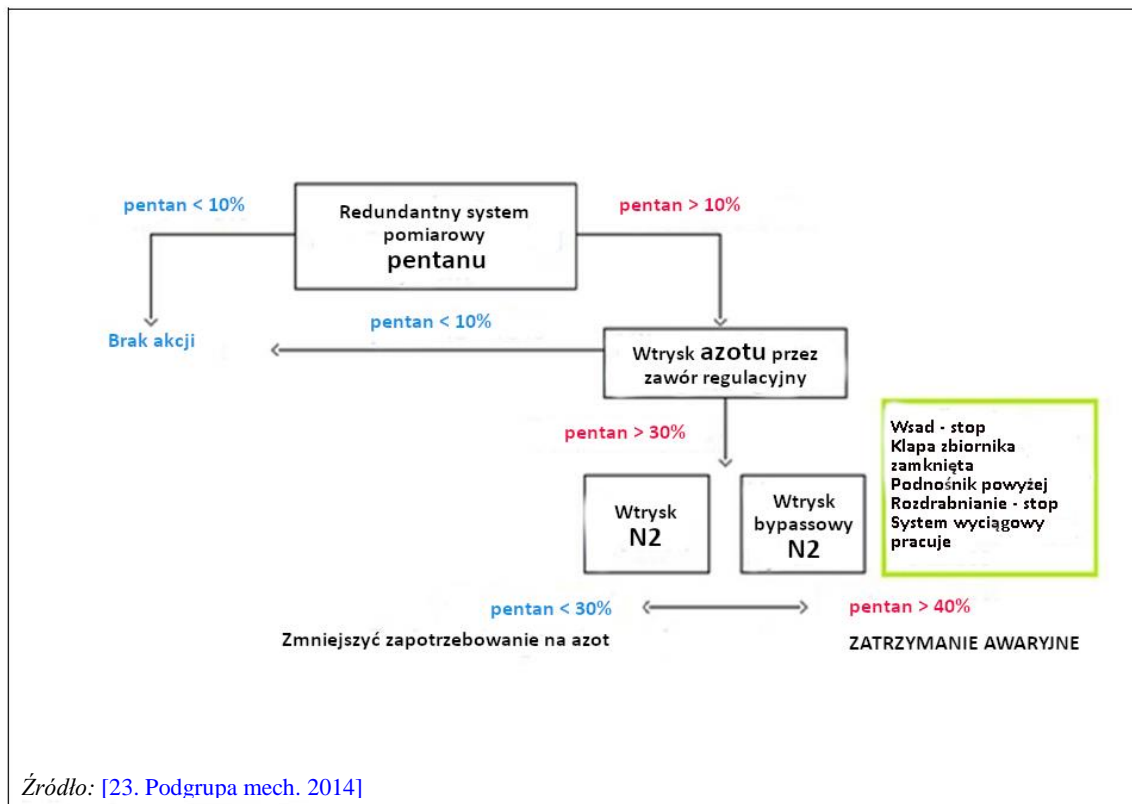 pentan < 10%
Redundantny system
pomiarowy
pentanu
pentan > 10%
Brak akcji
pentan < 10%
Wtrysk azotu przez
zawór regulacyjny
pentan > 30%
Wtrysk
N2
Wtrysk
bypassowy
N2
Wsad - stop
Klapa zbiornika
zamknięta
Podnośnik powyżej
Rozdrabnianie - stop
System wyciągowy
pracuje
pentan < 30%
pentan > 40%
Zmniejszyć zapotrzebowanie na azot
ZATRZYMANIE AWARYJNE
Źródło: [23. Podgrupa mech. 2014]